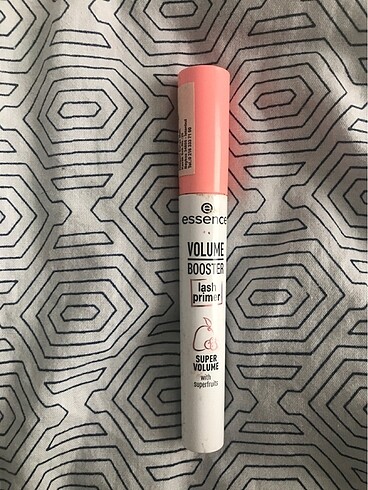 essence
VOLUME
BOOSTER
lash
primer
SUPER
VOLUME
with
superfruits